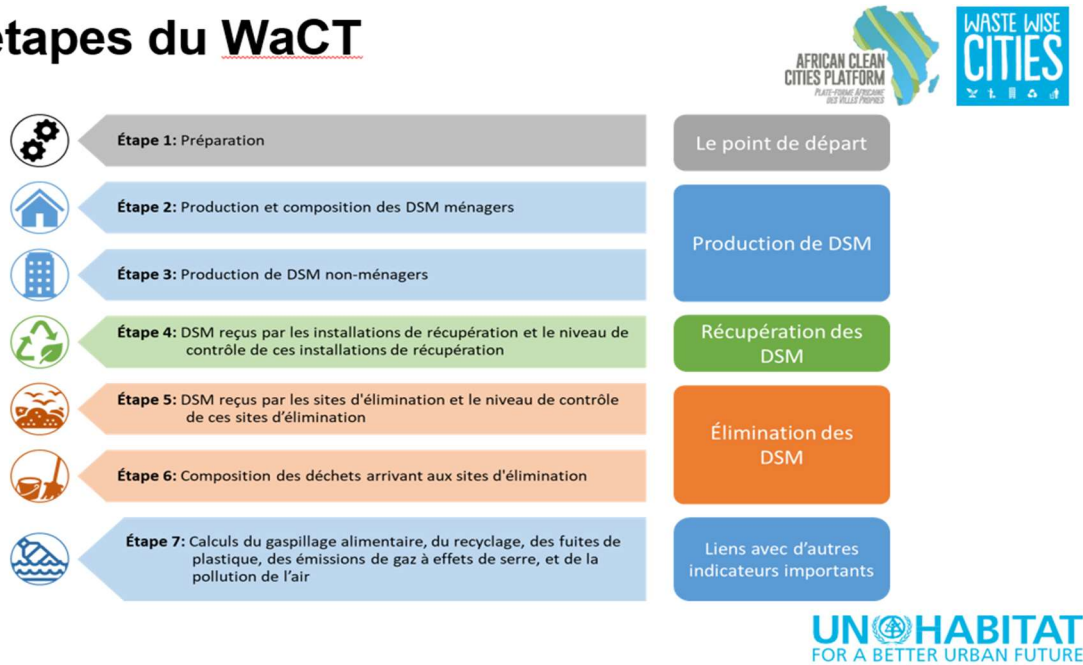 étapes du WaCT
AFRICAN CLEAN
CITIES PLATFORM
PLATE-FORME AFRICAINE
DES VILLES PROPRES
WASTE WISE
CITIES
Étape 1: Préparation
Le point de départ
Étape 2: Production et composition des DSM ménagers
Étape 3: Production de DSM non-ménagers
Production de DSM
Étape 4: DSM reçus par les installations de récupération et le niveau de
contrôle de ces installations de récupération
Récupération des
DSM
Étape 5: DSM reçus par les sites d'élimination et le niveau de contrôle
de ces sites d’élimination
Étape 6: Composition des déchets arrivant aux sites d'élimination
Élimination des
DSM
Étape 7: Calculs du gaspillage alimentaire, du recyclage, des fuites de
plastique, des émissions de gaz à effets de serre, et de la
pollution de l’air
Liens avec d’autres
indicateurs importants
UN HABITAT
FOR A BETTER URBAN FUTURE